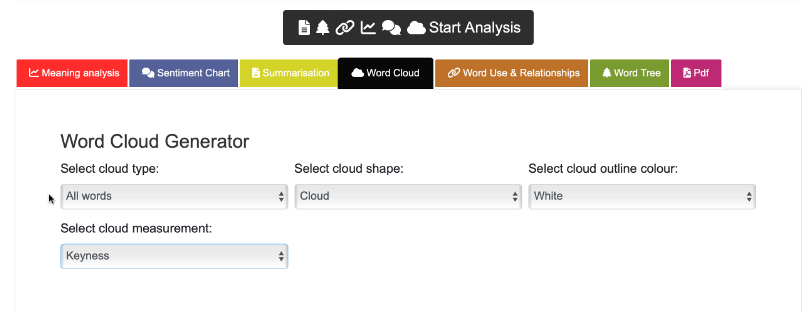 Start Analysis
Meaning analysis Sentiment Chart Summarisation Word Cloud Word Use & Relationships Word Tree Pdf
Word Cloud Generator
Select cloud type: Select cloud shape: Select cloud outline colour:
All words Cloud White
Select cloud measurement:
Keyness